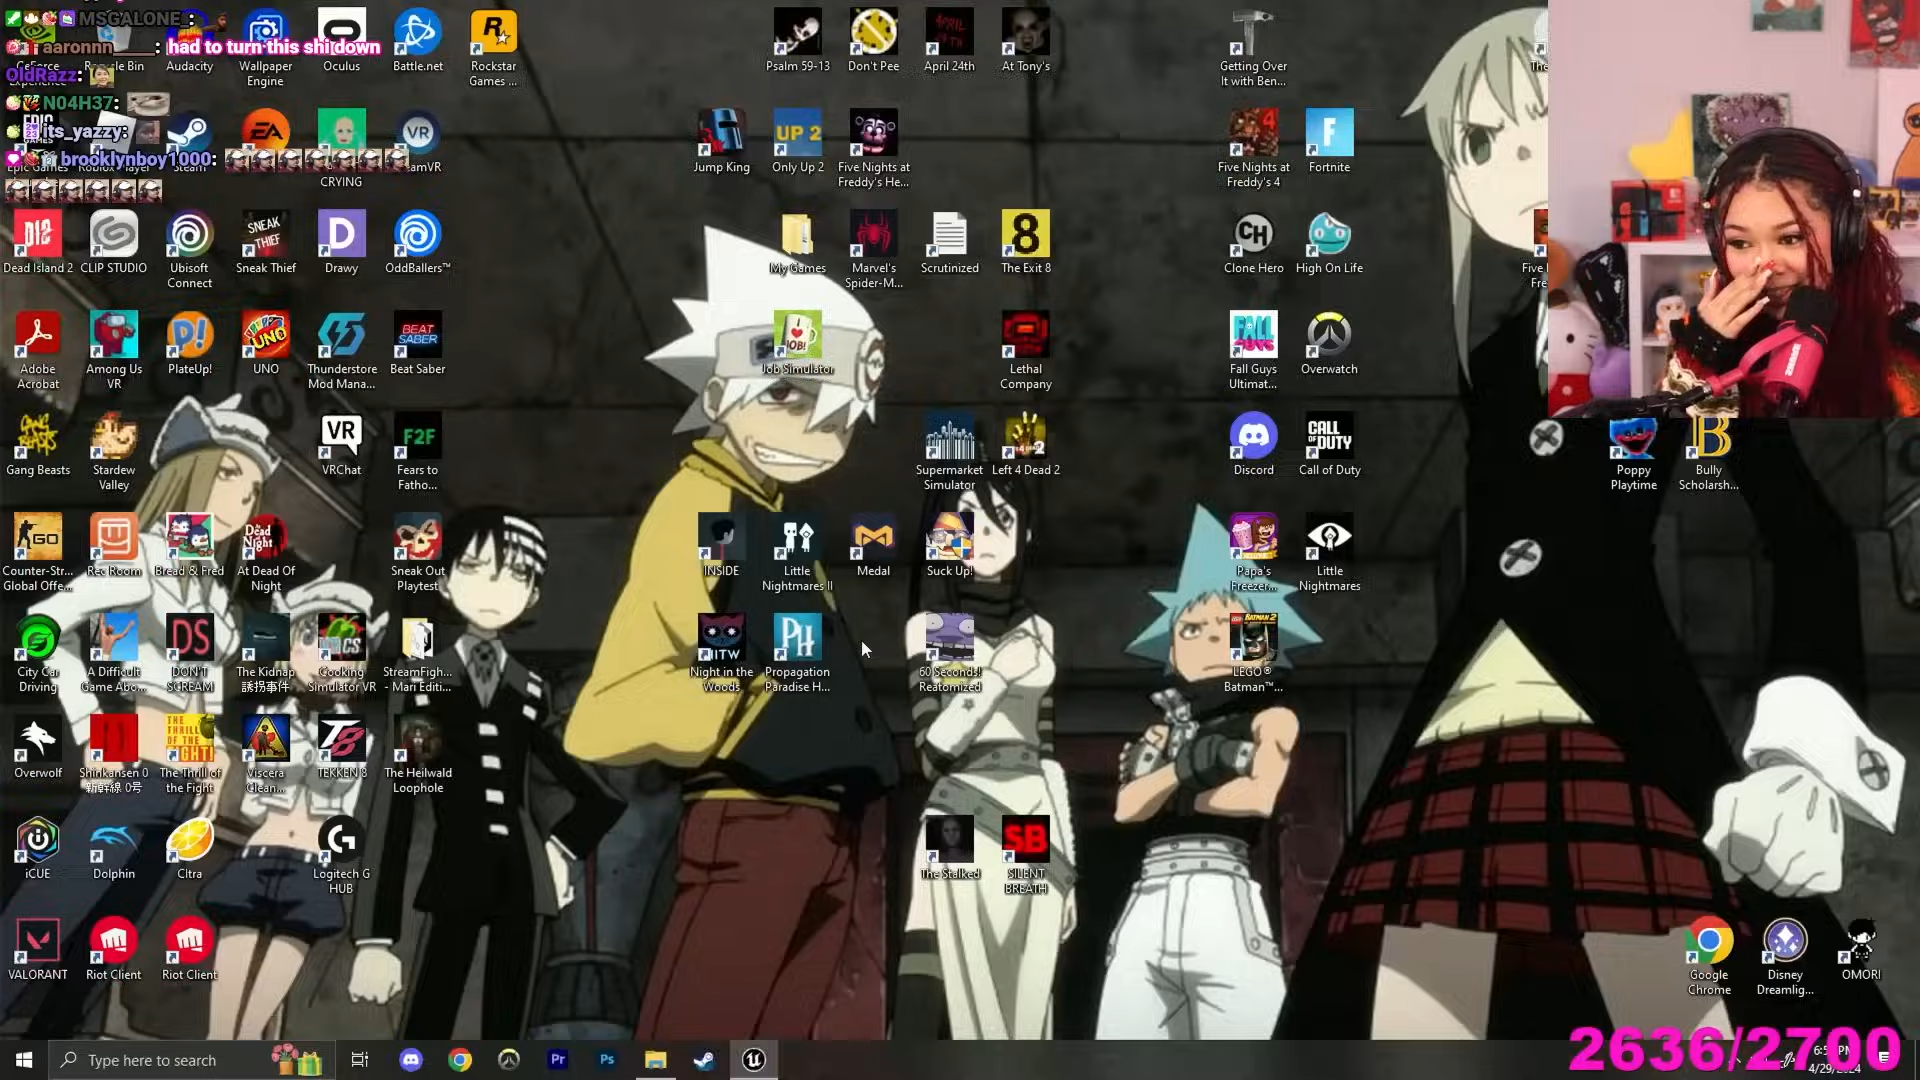 MSGALONE_:
aaronnn____: had to turn this shi down
OldRazz:
N04H37:
its_yazzy:
brooklynboy1000:
Audacity
Wallpaper
Engine
Oculus
Battle.net
Rockstar
Games ...
Psalm 59-13
Don't Pee
April 24th
At Tony's
Getting Over
It with Ben...
CRYING
Jump King
Only Up 2
Five Nights at
Freddy's He...
Five Nights at
Freddy's 4
Fortnite
Dead Island 2
CLIP STUDIO
Ubisoft
Connect
Sneak Thief
Drawy
OddBallers™
My Games
Marvel's
Spider-M...
Scrutinized
The Exit 8
Clone Hero
High On Life
Adobe
Acrobat
Among Us
VR
PlateUp!
UNO
Thunderstore
Mod Mana...
Beat Saber
Job Simulator
Lethal
Company
Fall Guys
Ultimat...
Overwatch
Gang Beasts
Stardew
Valley
VRChat
Fears to
Fatho...
Supermarket
Simulator
Left 4 Dead 2
Discord
Call of Duty
Poppy
Playtime
Bully
Scholarsh...
Counter-Str...
Global Offe...
Rec Room
Bread & Fred
At Dead Of
Night
Sneak Out
Playtest
INSIDE
Little
Nightmares II
Medal
Suck Up!
Papa's
Freezer...
Little
Nightmares
City Car
Driving
A Difficult
Game Abo...
DON'T
SCREAM
The Kidnap
誘拐事件
Cooking
Simulator VR
StreamFigh...
- Mari Editi...
Night in the
Woods
Propagation
Paradise H...
60 Seconds!
Reatomized
LEGO®
Batman™...
Overwolf
Shinkansen 0
新幹線 0号
The Thrill of
the Fight
Viscera
Clean...
TEKKEN 8
The Heilwald
Loophole
iCUE
Dolphin
Citra
Logitech G
HUB
The Stalked
SILENT
BREATH
VALORANT
Riot Client
Riot Client
Google
Chrome
Disney
Dreamlig...
OMORI
Type here to search
2636/2700
4/29/2024